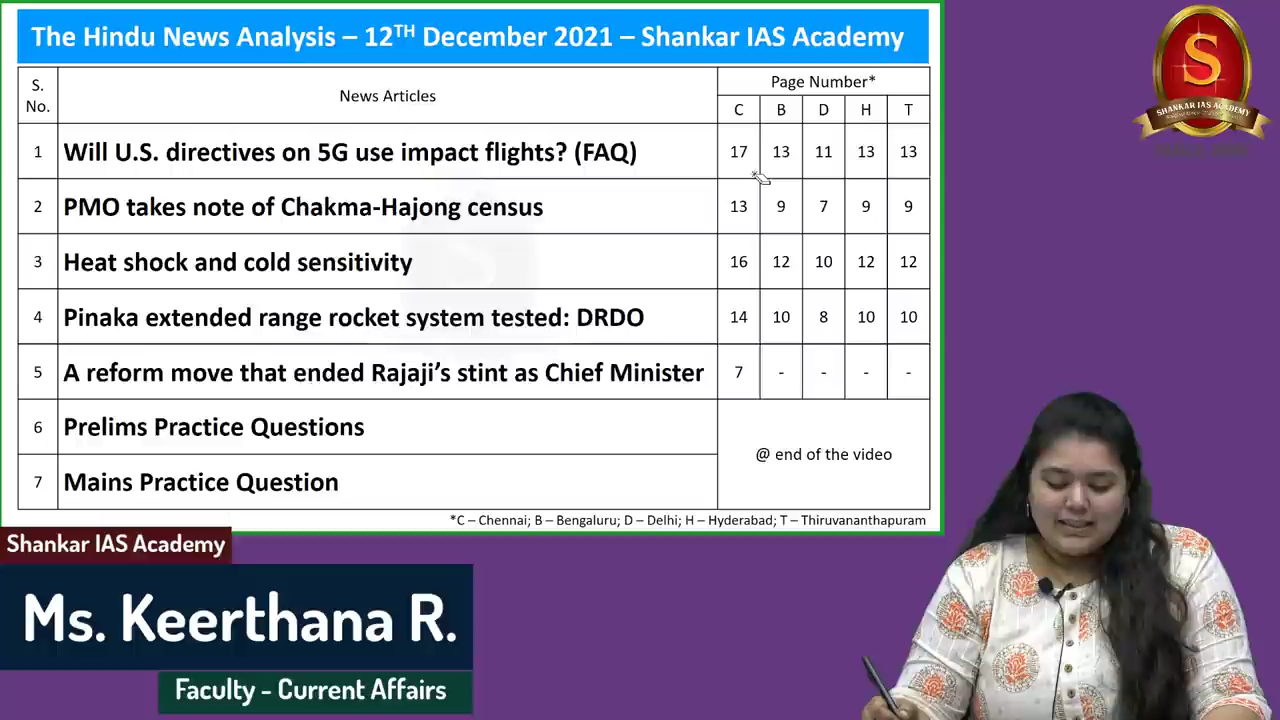 The Hindu News Analysis – 12TH December 2021 – Shankar IAS Academy
S. No. News Articles Page Number*
C B D H T
1 Will U.S. directives on 5G use impact flights? (FAQ) 17 13 11 13 13
2 PMO takes note of Chakma-Hajong census 13 9 7 9 9
3 Heat shock and cold sensitivity 16 12 10 12 12
4 Pinaka extended range rocket system tested: DRDO 14 10 8 10 10
5 A reform move that ended Rajaji's stint as Chief Minister 7 - - - -
6 Prelims Practice Questions
@ end of the video
7 Mains Practice Question
*C – Chennai; B – Bengaluru; D – Delhi; H – Hyderabad; T – Thiruvananthapuram
S
SHANKAR IAS ACADEMY
Shankar IAS Academy
Ms. Keerthana R.
Faculty - Current Affairs